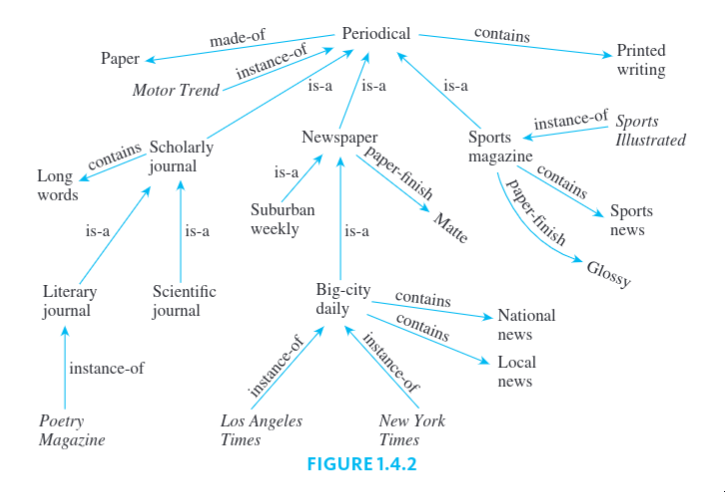 made-of
Periodical
contains
Paper
instance-of
Printed
writing
Motor Trend
is-a
is-a
is-a
instance-of
Sports
Illustrated
contains
Scholarly
journal
Newspaper
Sports
magazine
Long
words
is-a
paper-finish
contains
paper-finish
Suburban
weekly
Matte
Sports
news
is-a
is-a
is-a
Glossy
Literary
journal
Scientific
journal
Big-city
daily
contains
contains
National
news
instance-of
instance-of
instance-of
Local
news
Poetry
Magazine
Los Angeles
Times
New York
Times
FIGURE 1.4.2